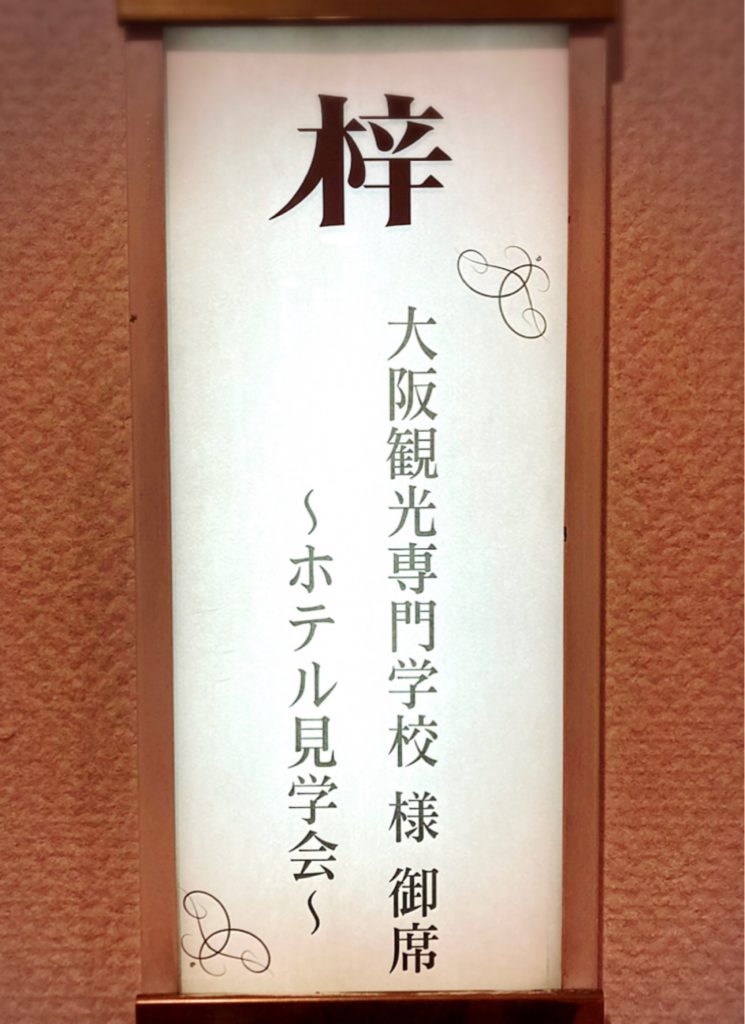 梓
大阪観光専門学校 様 御席
～ホテル見学会～